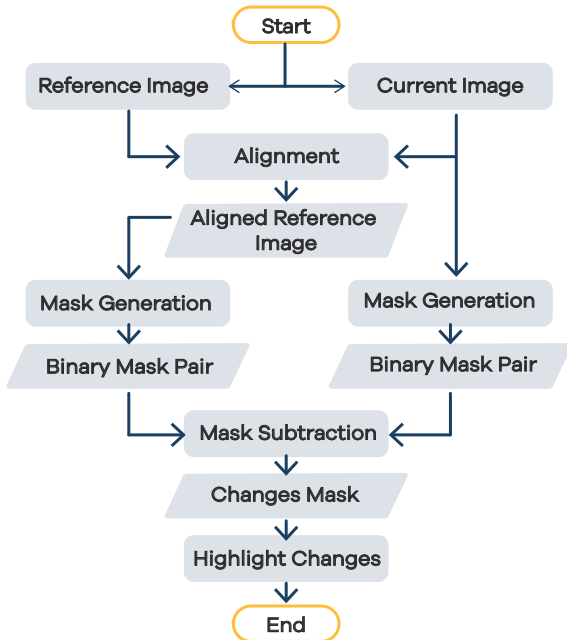 Start
Reference Image
Current Image
Alignment
Aligned Reference
Image
Mask Generation
Mask Generation
Binary Mask Pair
Binary Mask Pair
Mask Subtraction
Changes Mask
Highlight Changes
End